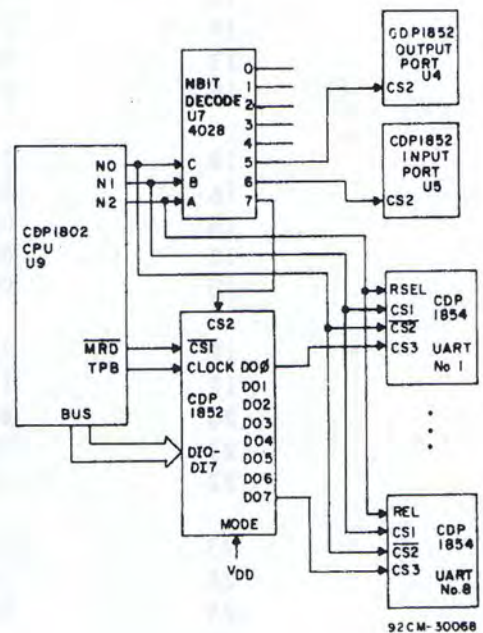 NBIT
DECODE
U7
4028
0
1
2
3
4
5
6
7
C
B
A
CDP1852
OUTPUT
PORT
U4
CS2
CDP1852
INPUT
PORT
U5
CS2
N0
N1
N2
CDP1802
CPU
U9
MRD
TPB
BUS
CS2
CS1
CLOCK
CDP
1852
DI0-
DI7
DOØ
DO1
DO2
DO3
DO4
DO5
DO6
DO7
MODE
VDD
RSEL
CS1
CS2
CS3
CDP
1854
UART
No 1
REL
CS1
CS2
CS3
CDP
1854
UART
No.8
92CM-30068